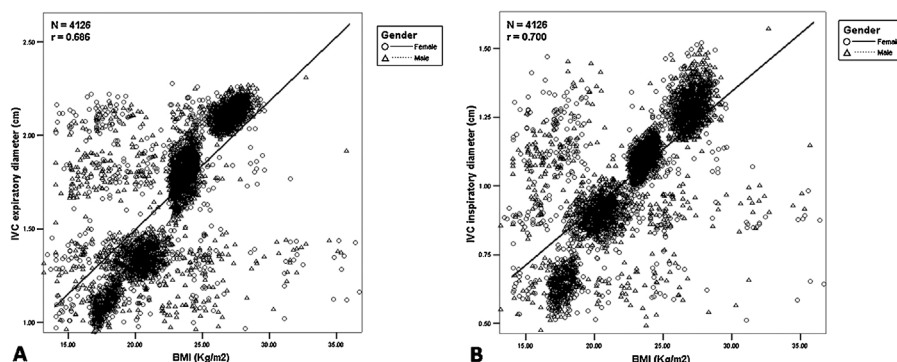 N = 4126
r = 0.686
Gender
Female
Male
2.50
2.00
1.50
1.00
IVC expiratory diameter (cm)
15.00 20.00 25.00 30.00 35.00
BMI (Kg/m2)
A
N = 4126
r = 0.700
Gender
Female
Male
1.50
1.25
1.00
0.75
0.50
IVC inspiratory diameter (cm)
15.00 20.00 25.00 30.00 35.00
BMI (Kg/m2)
B